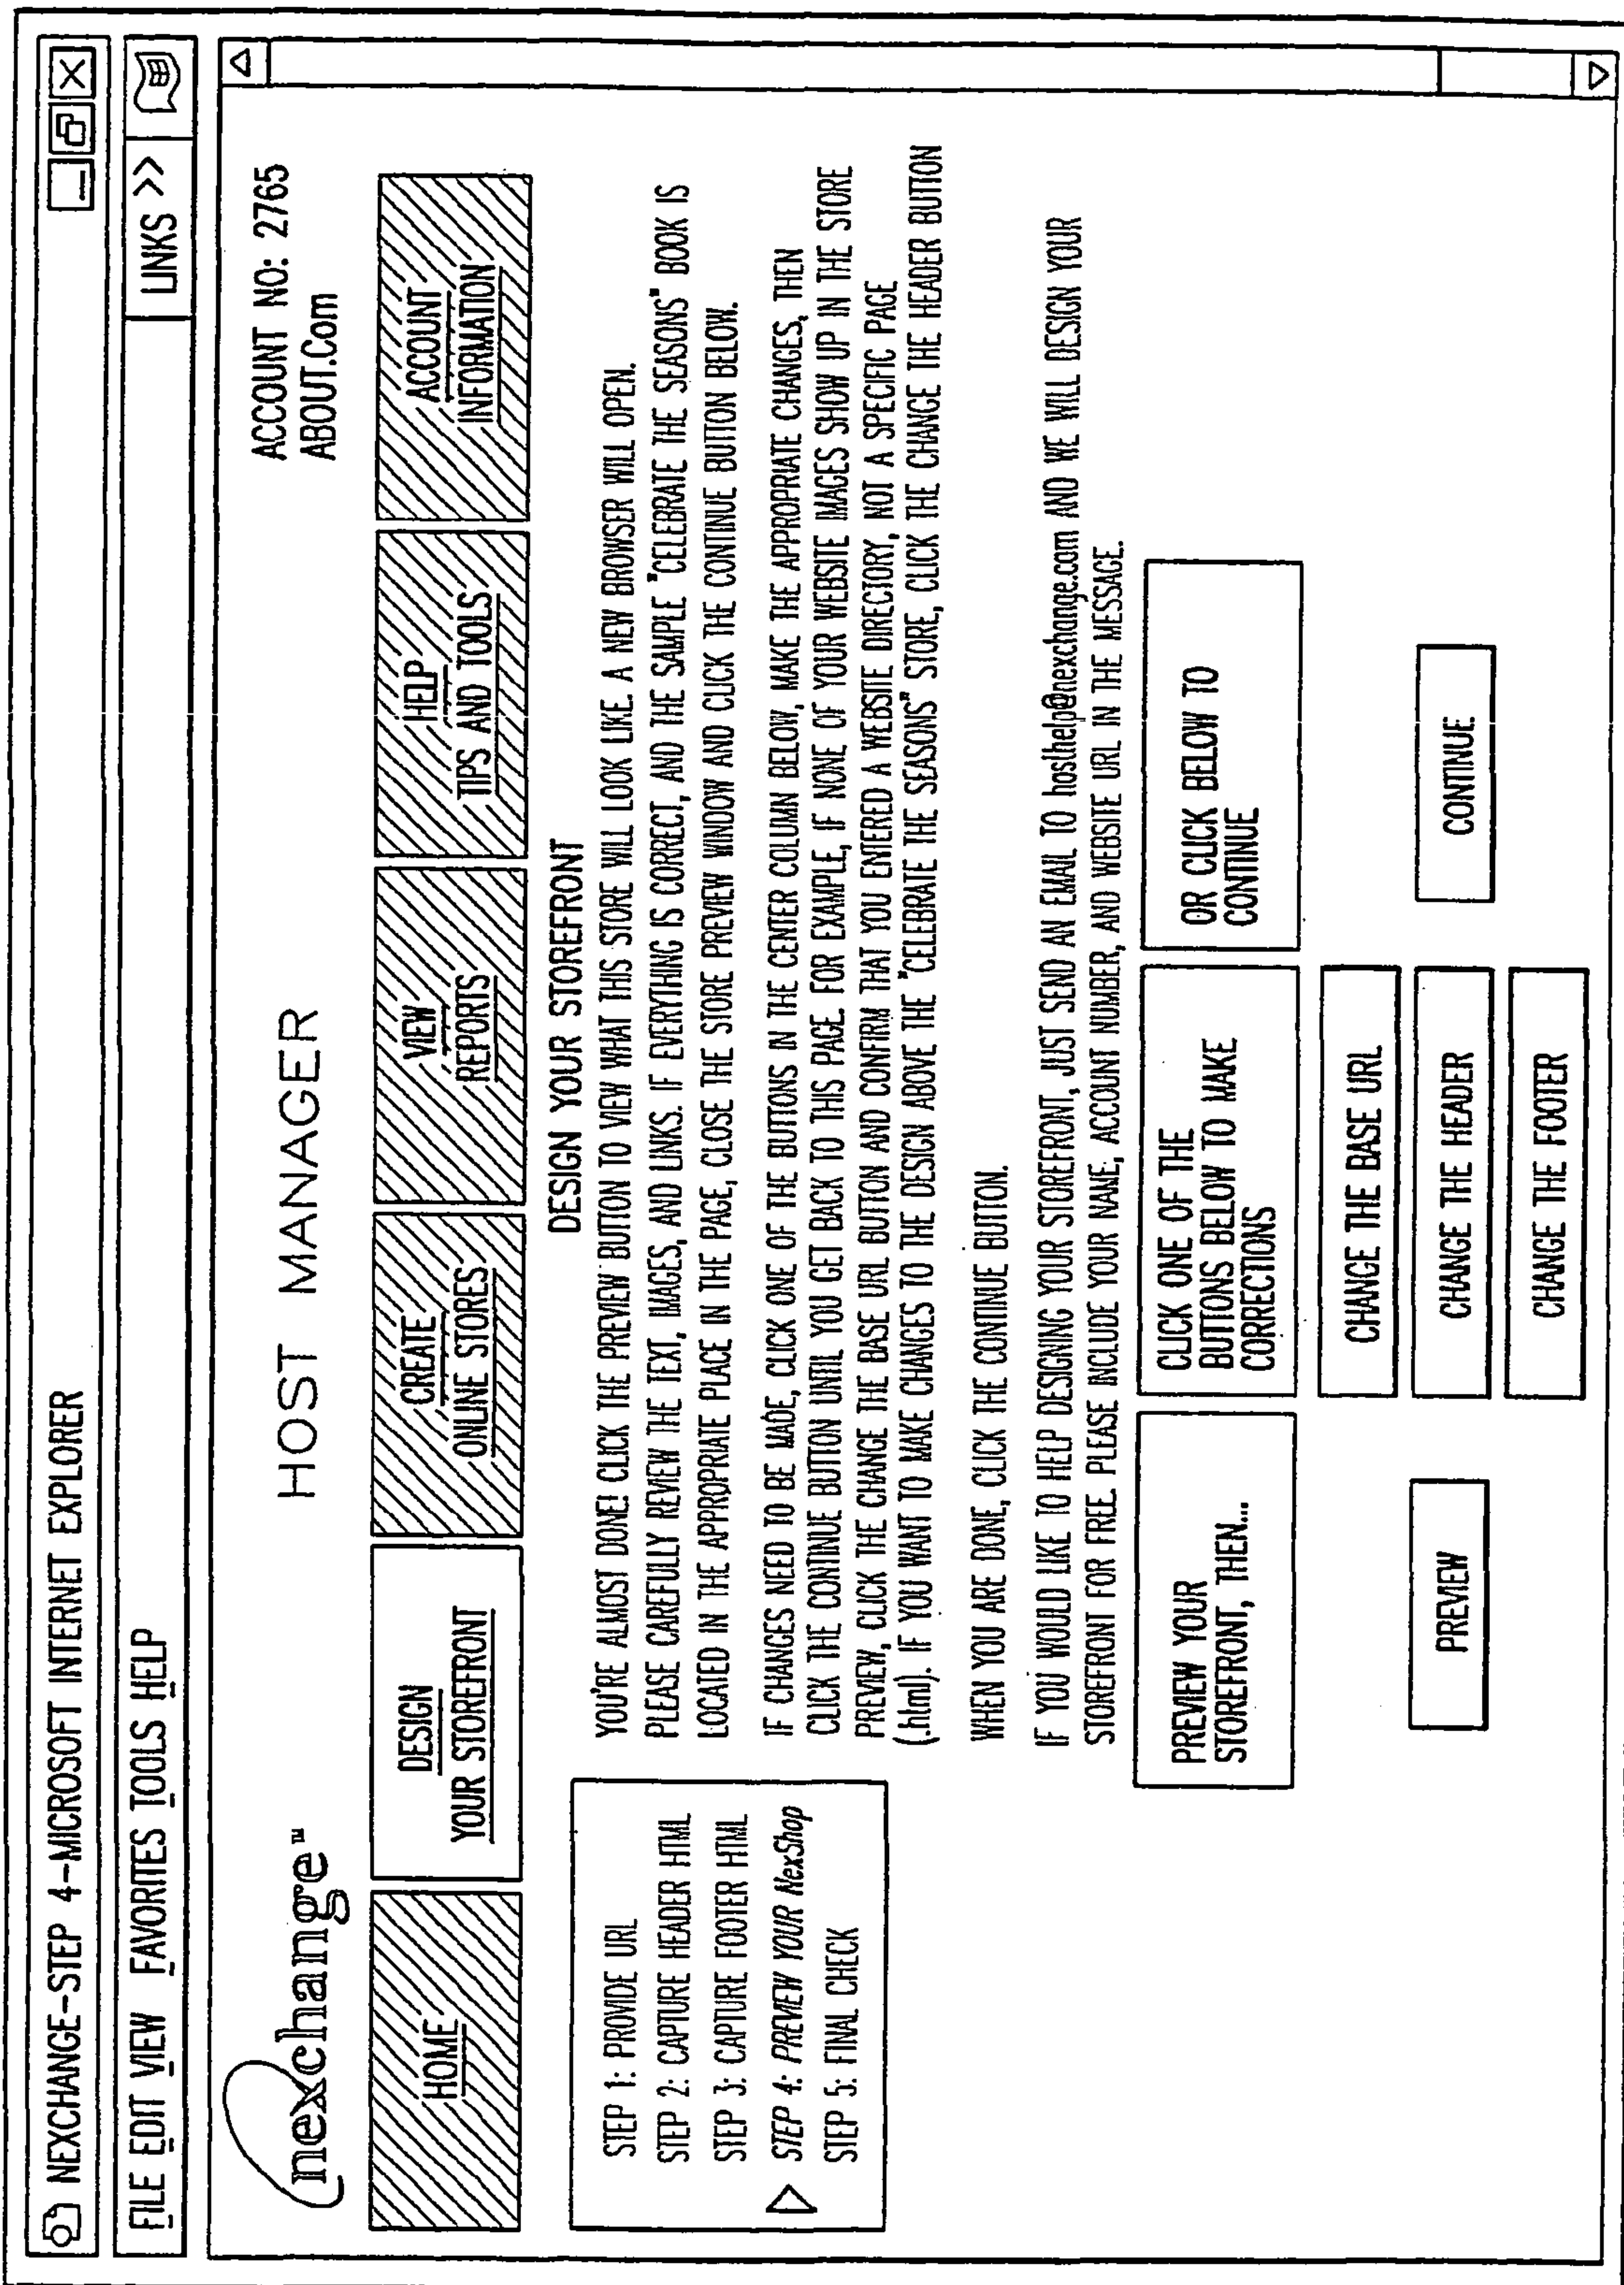 NEXCHANGE-STEP 4-MICROSOFT INTERNET EXPLORER
FILE EDIT VIEW FAVORITES TOOLS HELP
LINKS >>
nexchange™
HOST MANAGER
ACCOUNT NO: 2765
ABOUT.Com
HOME
DESIGN
YOUR STOREFRONT
CREATE
ONLINE STORES
VIEW
REPORTS
HELP
TIPS AND TOOLS
ACCOUNT
INFORMATION
STEP 1: PROVIDE URL
STEP 2: CAPTURE HEADER HTML
STEP 3: CAPTURE FOOTER HTML
STEP 4: PREVIEW YOUR NexShop
STEP 5: FINAL CHECK
DESIGN YOUR STOREFRONT
YOU'RE ALMOST DONE! CLICK THE PREVIEW BUTTON TO VIEW WHAT THIS STORE WILL LOOK LIKE. A NEW BROWSER WILL OPEN.
PLEASE CAREFULLY REVIEW THE TEXT, IMAGES, AND LINKS. IF EVERYTHING IS CORRECT, AND THE SAMPLE "CELEBRATE THE SEASONS" BOOK IS
LOCATED IN THE APPROPRIATE PLACE IN THE PAGE, CLOSE THE STORE PREVIEW WINDOW AND CLICK THE CONTINUE BUTTON BELOW.
IF CHANGES NEED TO BE MADE, CLICK ONE OF THE BUTTONS IN THE CENTER COLUMN BELOW, MAKE THE APPROPRIATE CHANGES, THEN
CLICK THE CONTINUE BUTTON UNTIL YOU GET BACK TO THIS PAGE. FOR EXAMPLE, IF NONE OF YOUR WEBSITE IMAGES SHOW UP IN THE STORE
PREVIEW, CLICK THE CHANGE THE BASE URL BUTTON AND CONFIRM THAT YOU ENTERED A WEBSITE DIRECTORY, NOT A SPECIFIC PAGE
(.html). IF YOU WANT TO MAKE CHANGES TO THE DESIGN ABOVE THE "CELEBRATE THE SEASONS" STORE, CLICK THE CHANGE THE HEADER BUTTON
WHEN YOU ARE DONE, CLICK THE CONTINUE BUTTON.
IF YOU WOULD LIKE TO HELP DESIGNING YOUR STOREFRONT, JUST SEND AN EMAIL TO hosthelp@nexchange.com AND WE WILL DESIGN YOUR
STOREFRONT FOR FREE. PLEASE INCLUDE YOUR NAME, ACCOUNT NUMBER, AND WEBSITE URL IN THE MESSAGE.
PREVIEW YOUR
STOREFRONT, THEN...
CLICK ONE OF THE
BUTTONS BELOW TO MAKE
CORRECTIONS
OR CLICK BELOW TO
CONTINUE
PREVIEW
CHANGE THE BASE URL
CHANGE THE HEADER
CHANGE THE FOOTER
CONTINUE